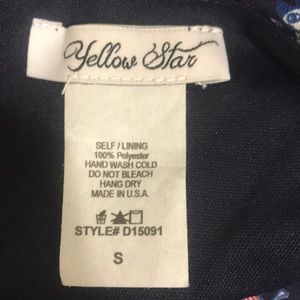 Yellow Star
SELF / LINING
100% Polyester
HAND WASH COLD
DO NOT BLEACH
HANG DRY
MADE IN U.S.A.
STYLE# D15091
S